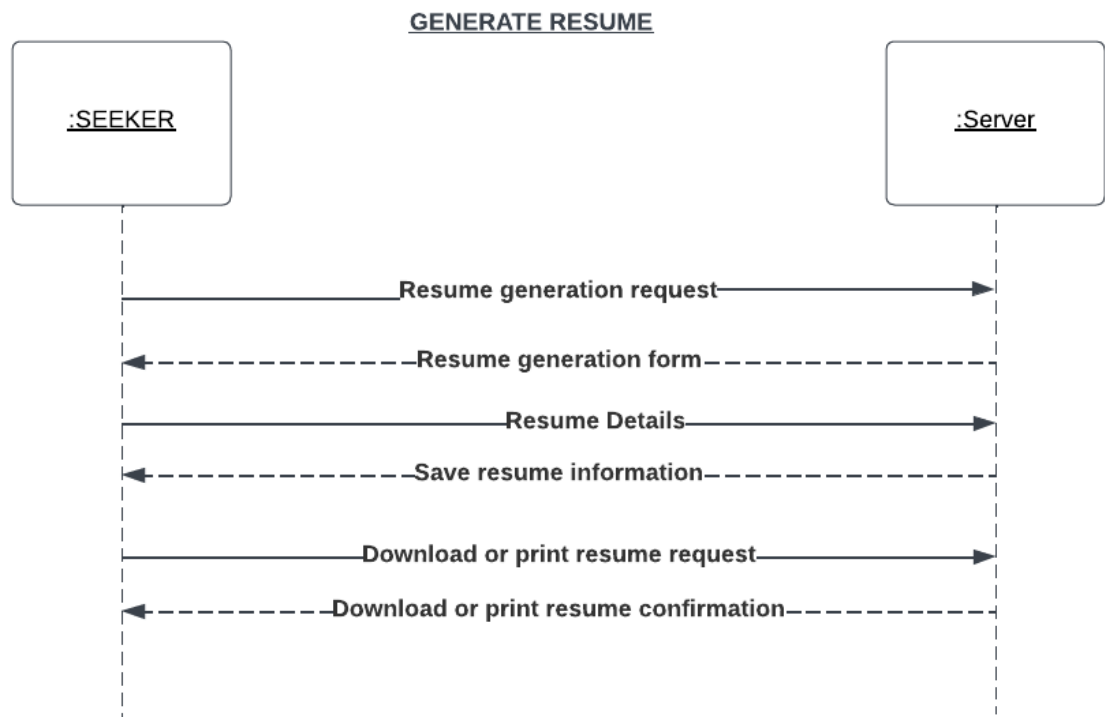 GENERATE RESUME
:SEEKER
:Server
Resume generation request
Resume generation form
Resume Details
Save resume information
Download or print resume request
Download or print resume confirmation